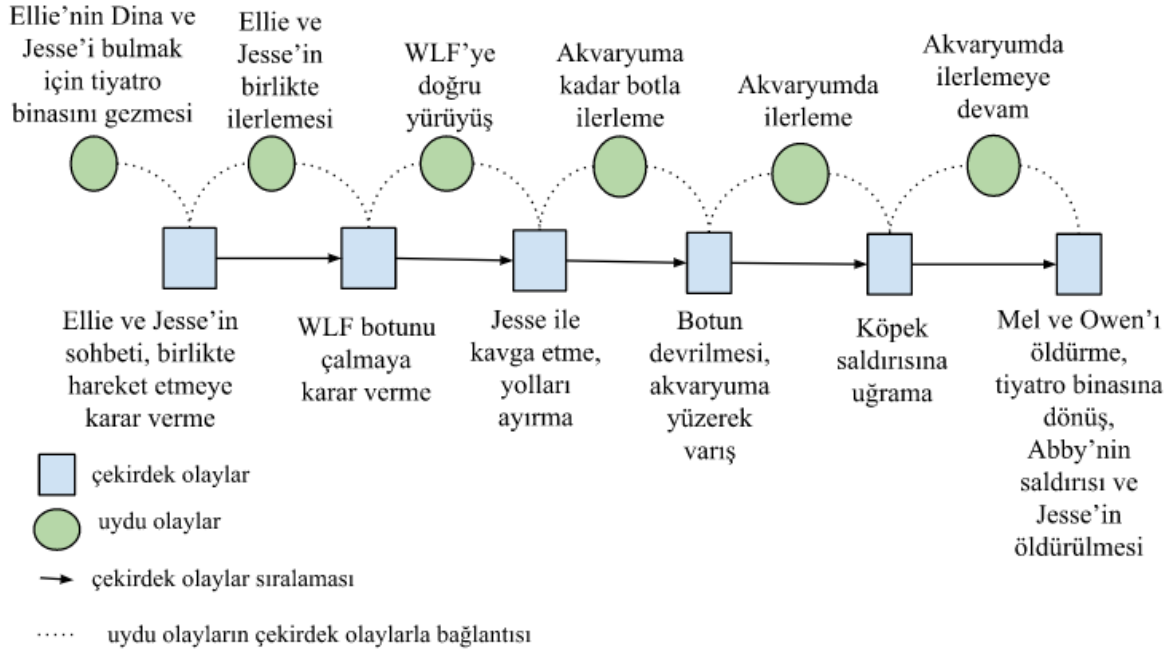 Ellie’nin Dina ve
Jesse’i bulmak
için tiyatro
binasını gezmesi
Ellie ve
Jesse’in
birlikte
ilerlemesi
WLF’ye
doğru
yürüyüş
Akvaryuma
kadar botla
ilerleme
Akvaryumda
ilerleme
Akvaryumda
ilerlemeye
devam
Ellie ve Jesse’in
sohbeti, birlikte
hareket etmeye
karar verme
WLF botunu
çalmaya
karar verme
Jesse ile
kavga etme,
yolları
ayırma
Botun
devrilmesi,
akvaryuma
yüzerek
varış
Köpek
saldırısına
uğrama
Mel ve Owen’ı
öldürme,
tiyatro binasına
dönüş,
Abby’nin
saldırısı ve
Jesse’in
öldürülmesi
çekirdek olaylar
uydu olaylar
çekirdek olaylar sıralaması
uydu olayların çekirdek olaylarla bağlantısı